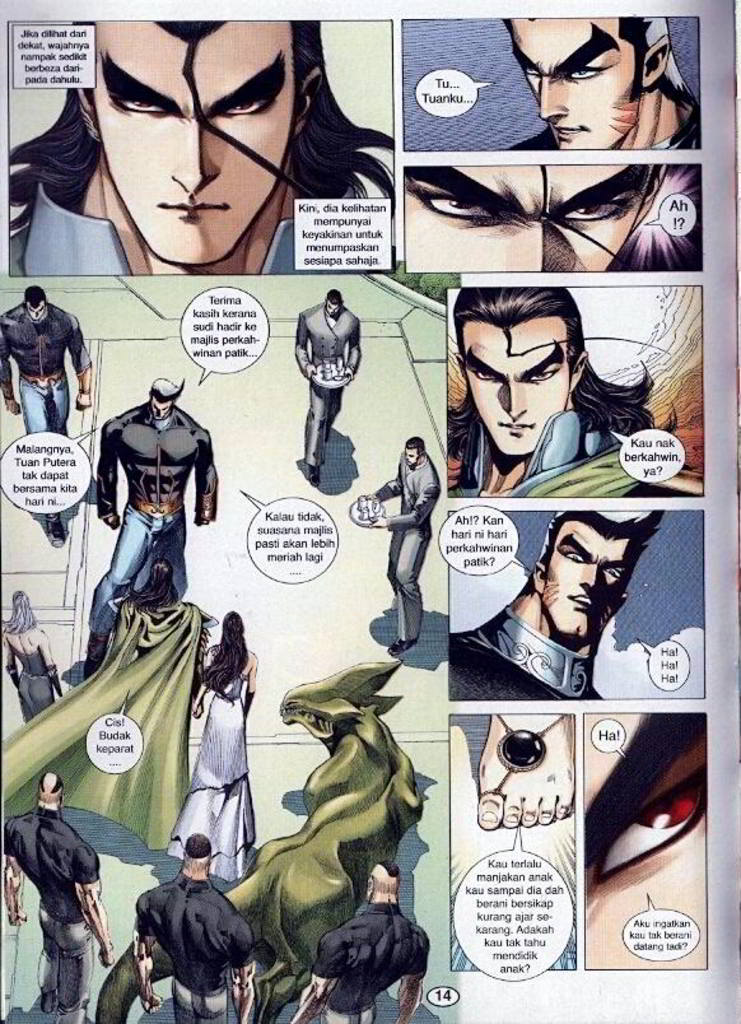 Jika dilihat dari
dekat, wajahnya
nampak sedikit
berbeza dari-
pada dahulu.
Kini, dia kelihatan
mempunyai
keyakinan untuk
menumpaskan
sesiapa sahaja.
Tu...
Tuanku...
Ah
!?
Terima
kasih kerana
sudi hadir ke
majlis perkah-
winan patik...
Malangnya,
Tuan Putera
tak dapat
bersama kita
hari ni...
Kalau tidak,
suasana majlis
pasti akan lebih
meriah lagi
....
Cis!
Budak
keparat
....
Kau nak
berkahwin,
ya?
Ah!? Kan
hari ni hari
perkahwinan
patik?
Ha!
Ha!
Ha!
Kau terlalu
manjakan anak
kau sampai dia dah
berani bersikap
kurang ajar se-
karang. Adakah
kau tak tahu
mendidik
anak?
Ha!
Aku ingatkan
kau tak berani
datang tadi?
14